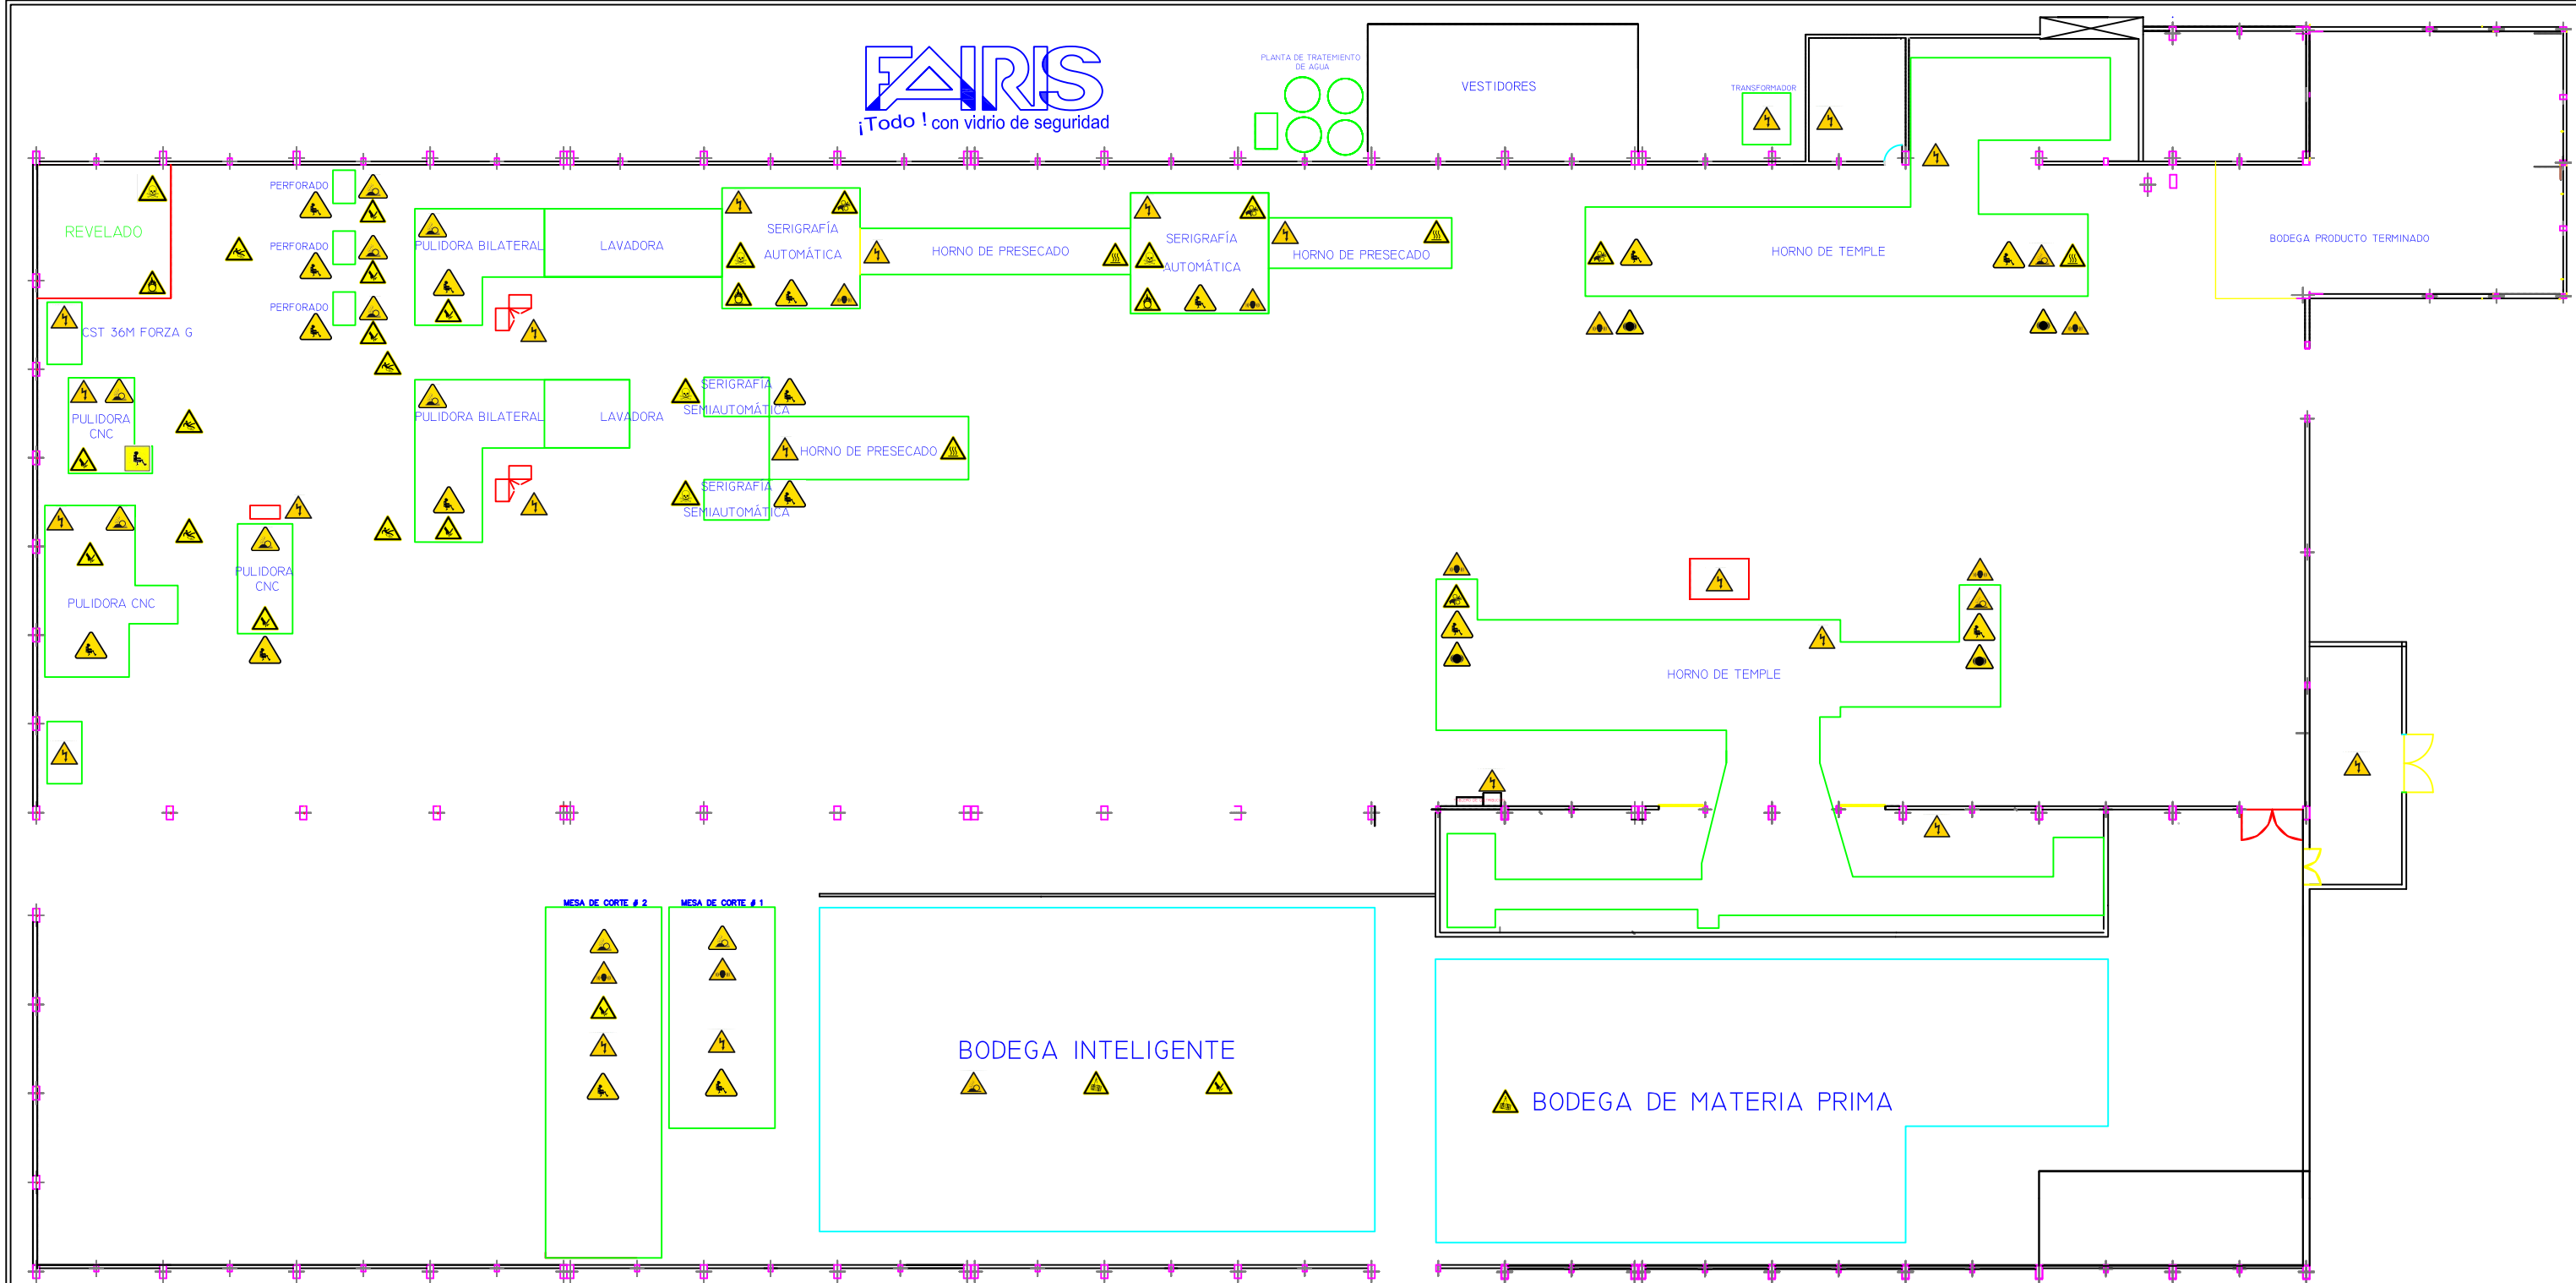 FAIRIS
¡Todo ! con vidrio de seguridad
PLANTA DE TRATEMIENTO
DE AGUA
VESTIDORES
TRANSFORMADOR
REVELADO
PERFORADO
PERFORADO
PERFORADO
PULIDORA BILATERAL
LAVADORA
SERIGRAFÍA
AUTOMÁTICA
HORNO DE PRESECADO
SERIGRAFÍA
AUTOMÁTICA
HORNO DE PRESECADO
HORNO DE TEMPLE
BODEGA PRODUCTO TERMINADO
CST 36M FORZA G
PULIDORA
CNC
PULIDORA BILATERAL
LAVADORA
SERIGRAFÍA
SEMIAUTOMÁTICA
HORNO DE PRESECADO
SERIGRAFÍA
SEMIAUTOMÁTICA
PULIDORA CNC
PULIDORA
CNC
HORNO DE TEMPLE
MESA DE CORTE # 2
MESA DE CORTE # 1
BODEGA INTELIGENTE
BODEGA DE MATERIA PRIMA